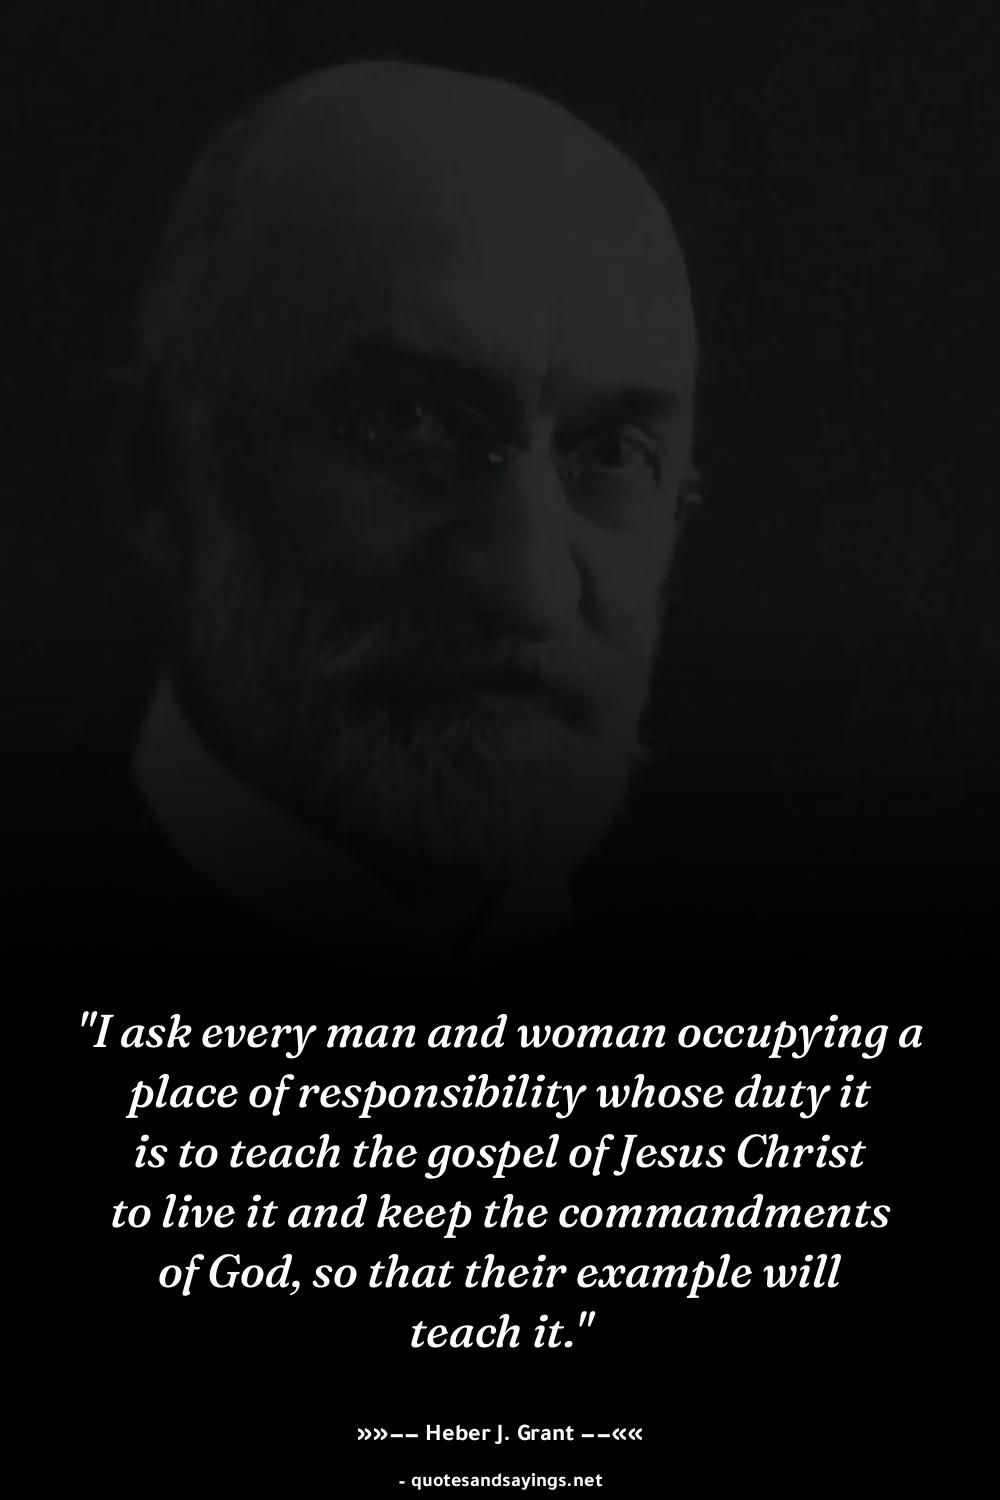 "I ask every man and woman occupying a
place of responsibility whose duty it
is to teach the gospel of Jesus Christ
to live it and keep the commandments
of God, so that their example will
teach it."
»»–– Heber J. Grant ––««
- quotesandsayings.net